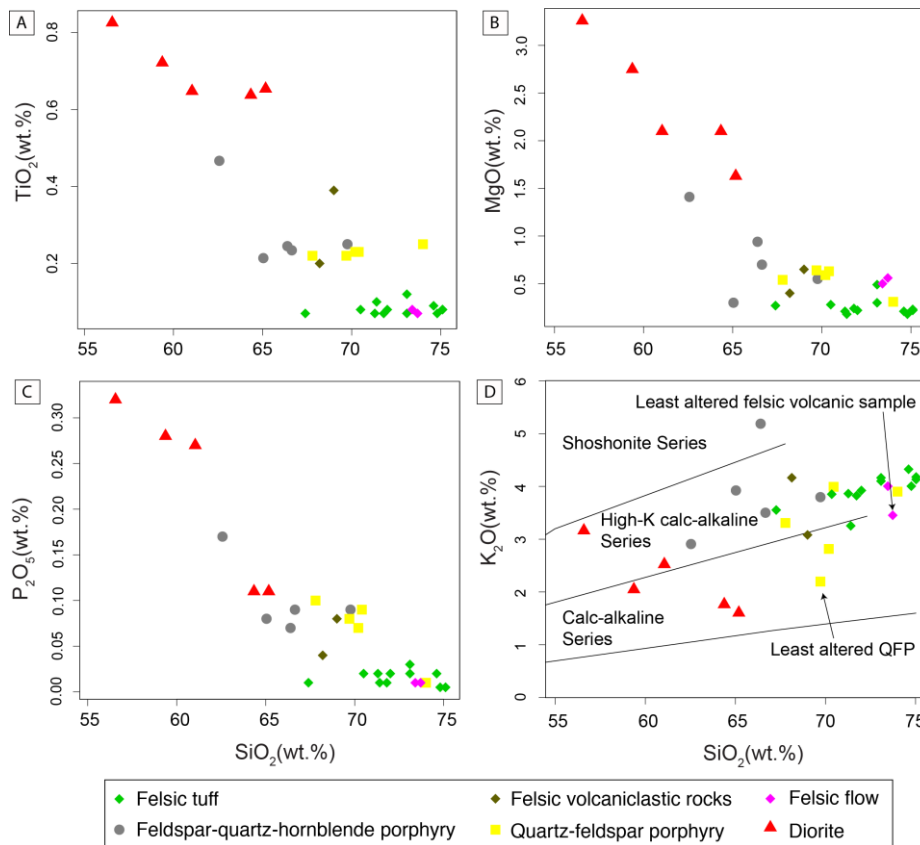 A
TiO2(wt.%)
0.8
0.6
0.4
0.2
55 60 65 70 75
B
MgO(wt.%)
3.0
2.5
2.0
1.5
1.0
0.5
55 60 65 70 75
C
P2O5(wt.%)
0.30
0.25
0.20
0.15
0.10
0.05
0.00
55 60 65 70 75
SiO2(wt.%)
D
K2O(wt.%)
6
5
4
3
2
1
0
Least altered felsic volcanic sample
Shoshonite Series
High-K calc-alkaline
Series
Calc-alkaline
Series
Least altered QFP
55 60 65 70 75
SiO2(wt.%)
Felsic tuff
Felsic volcaniclastic rocks
Felsic flow
Feldspar-quartz-hornblende porphyry
Quartz-feldspar porphyry
Diorite